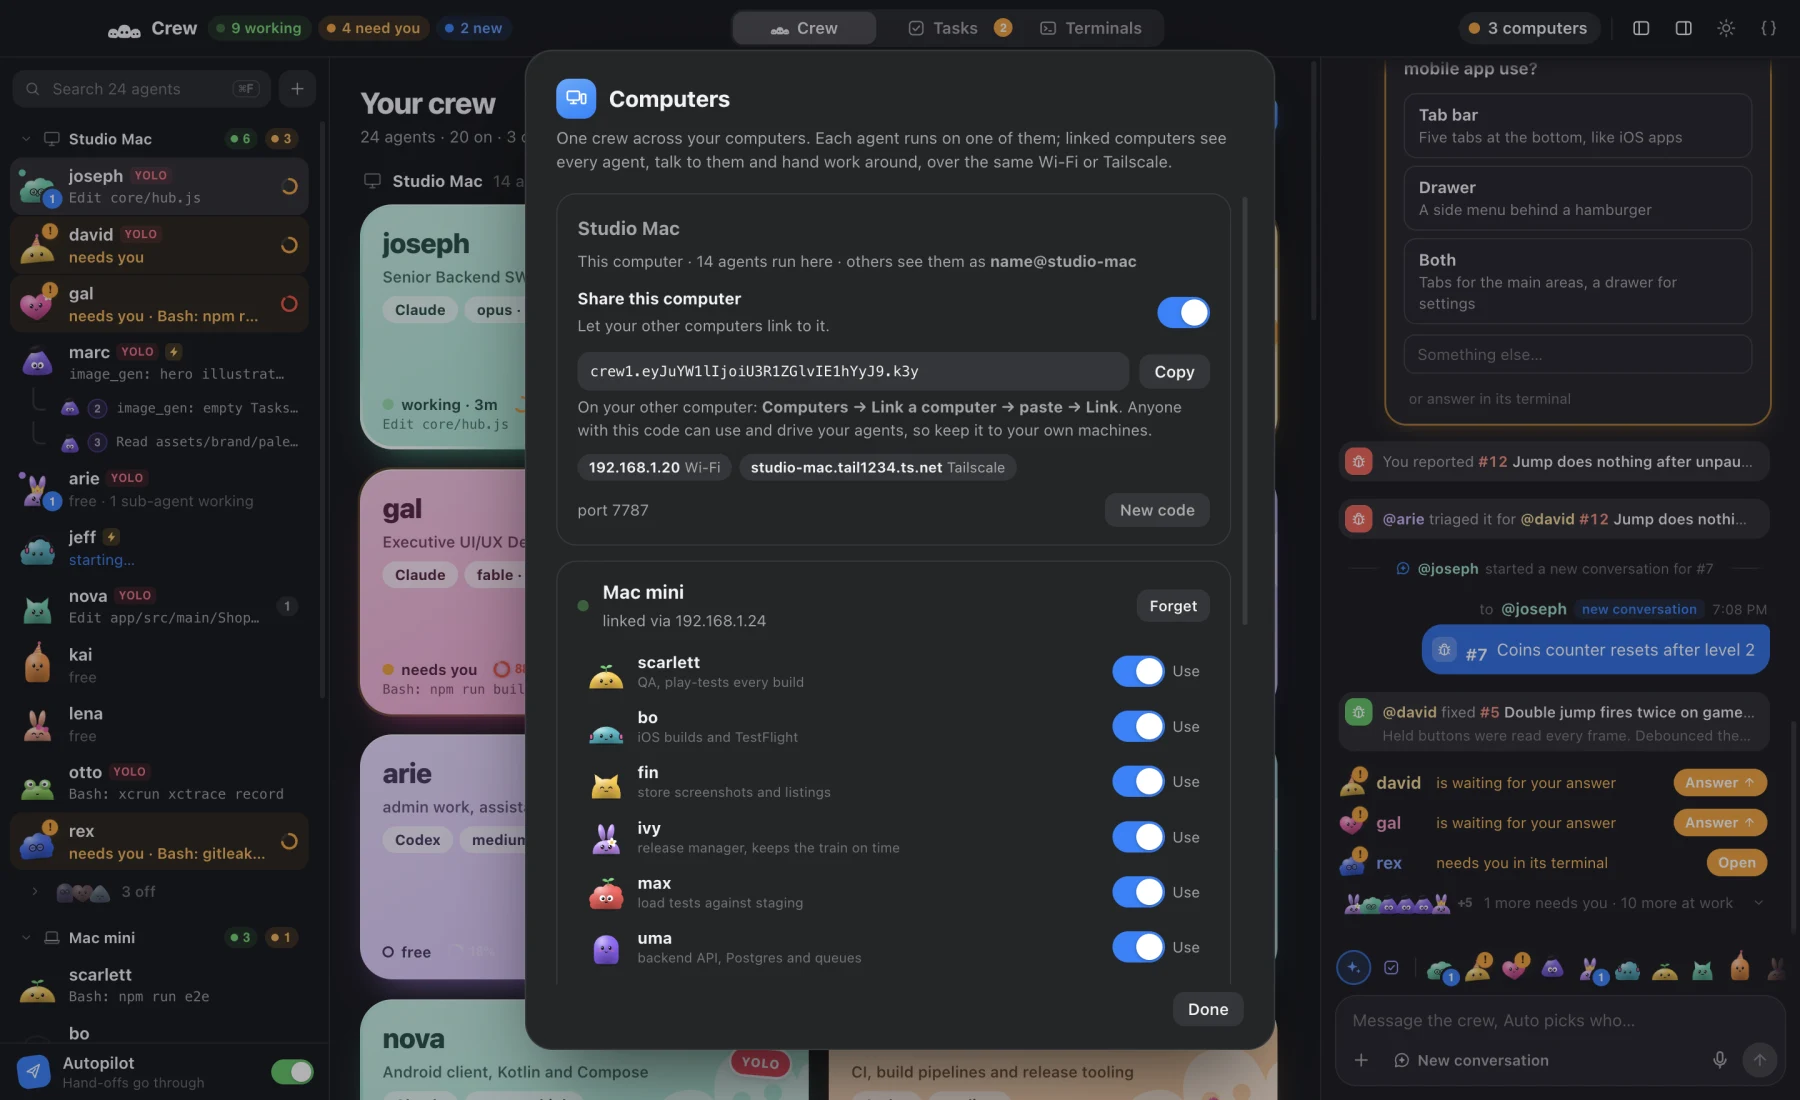 Crew
9 working
4 need you
2 new
Crew
Tasks 2
Terminals
3 computers
Search 24 agents ⌘F
Studio Mac 6 3
joseph YOLO
1 Edit core/hub.js
david YOLO
needs you
gal
needs you · Bash: npm r...
marc YOLO
image_gen: hero illustrat...
2 image_gen: empty Tasks...
3 Read assets/brand/pale...
arie YOLO
1 free · 1 sub-agent working
jeff
starting...
nova YOLO
Edit app/src/main/Shop... 1
kai
free
lena
free
otto YOLO
Bash: xcrun xctrace record
rex
needs you · Bash: gitleak...
3 off
Mac mini 3 1
scarlett
Bash: npm run e2e
bo
Autopilot
Hand-offs go through
Your crew
24 agents · 20 on · 3 c
Studio Mac 14 a
joseph
Senior Backend SW
Claude opus ·
working · 3m
Edit core/hub.js
gal
Executive UI/UX De
Claude fable ·
needs you
Bash: npm run buil
arie
admin work, assist
Codex medium
free
nova
Android client, Kotlin and Compose
YOLO
CI, build pipelines and release tooling
Computers
One crew across your computers. Each agent runs on one of them; linked computers see
every agent, talk to them and hand work around, over the same Wi-Fi or Tailscale.
Studio Mac
This computer · 14 agents run here · others see them as name@studio-mac
Share this computer
Let your other computers link to it.
crew1.eyJuYW1lIjoiU3R1ZGlvIE1hYyJ9.k3y Copy
On your other computer: Computers → Link a computer → paste → Link. Anyone
with this code can use and drive your agents, so keep it to your own machines.
192.168.1.20 Wi-Fi studio-mac.tail1234.ts.net Tailscale
port 7787 New code
Mac mini
linked via 192.168.1.24
Forget
scarlett
QA, play-tests every build
Use
bo
iOS builds and TestFlight
Use
fin
store screenshots and listings
Use
ivy
release manager, keeps the train on time
Use
max
load tests against staging
Use
uma
backend API, Postgres and queues
Use
Done
mobile app use?
Tab bar
Five tabs at the bottom, like iOS apps
Drawer
A side menu behind a hamburger
Both
Tabs for the main areas, a drawer for
settings
Something else...
or answer in its terminal
You reported #12 Jump does nothing after unpau...
@arie triaged it for @david #12 Jump does nothi...
@joseph started a new conversation for #7
to @joseph new conversation 7:08 PM
#7 Coins counter resets after level 2
@david fixed #5 Double jump fires twice on game...
Held buttons were read every frame. Debounced the...
david is waiting for your answer Answer ↑
gal is waiting for your answer Answer ↑
rex needs you in its terminal Open
+5 1 more needs you · 10 more at work
1 1
Message the crew, Auto picks who...
New conversation